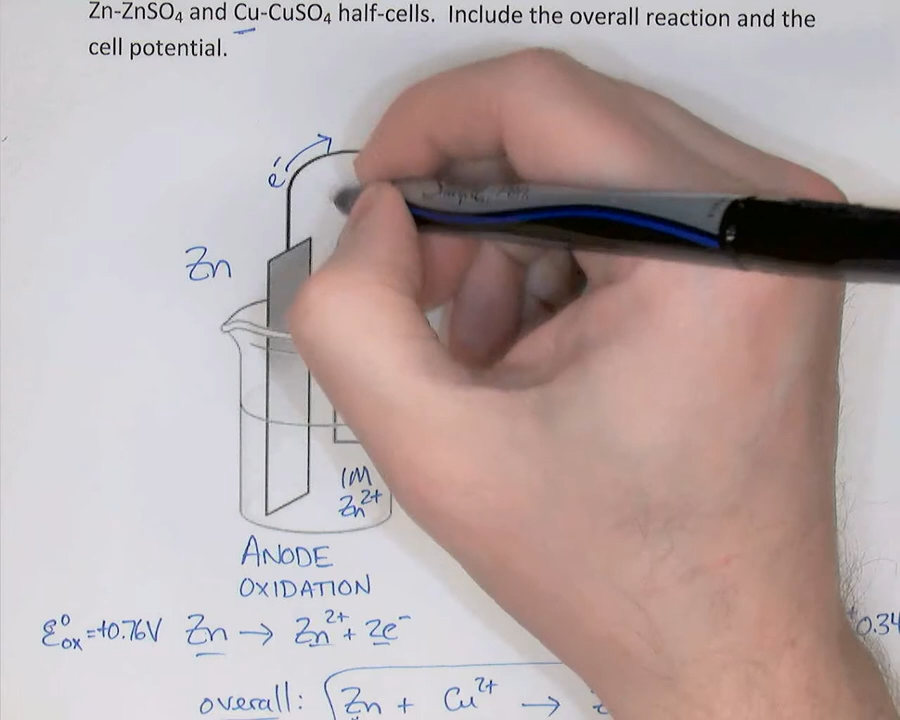 Zn-ZnSO₄ and Cu-CuSO₄ half-cells. Include the overall reaction and the
cell potential.
é
Zn
1M
Zn²⁺
ANODE
OXIDATION
ℰ°ox = +0.76V Zn → Zn²⁺ + 2e⁻
+0.34
overall: Zn + Cu²⁺ →